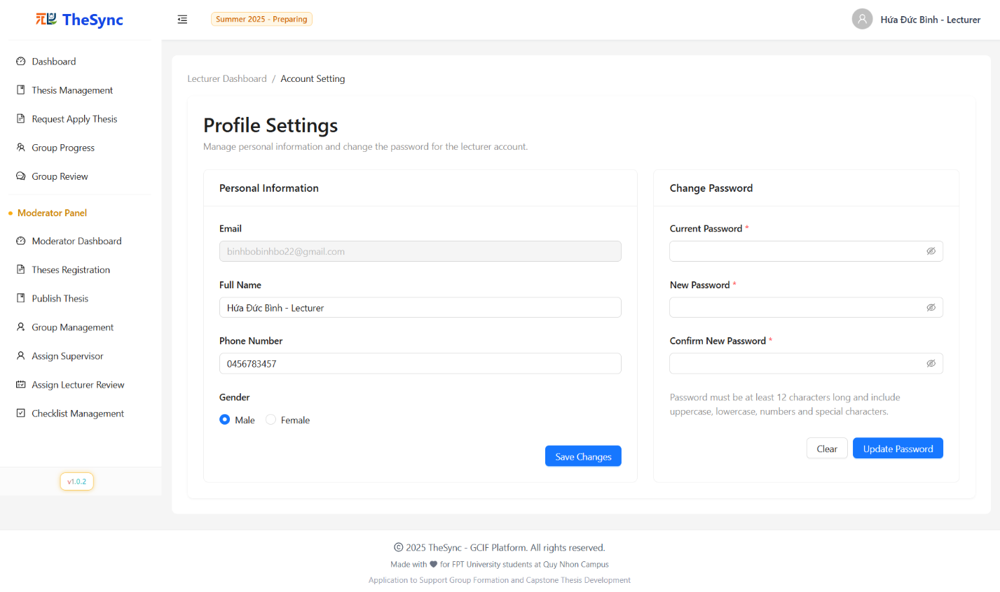 TheSync
Summer 2025 - Preparing
Hứa Đức Bình - Lecturer
Dashboard
Thesis Management
Request Apply Thesis
Group Progress
Group Review
Moderator Panel
Moderator Dashboard
Theses Registration
Publish Thesis
Group Management
Assign Supervisor
Assign Lecturer Review
Checklist Management
v1.0.2
Lecturer Dashboard / Account Setting
Profile Settings
Manage personal information and change the password for the lecturer account.
Personal Information
Email
binhbobinhbo22@gmail.com
Full Name
Hứa Đức Bình - Lecturer
Phone Number
0456783457
Gender
Male Female
Save Changes
Change Password
Current Password *
New Password *
Confirm New Password *
Password must be at least 12 characters long and include
uppercase, lowercase, numbers and special characters.
Clear Update Password
© 2025 TheSync - GCIF Platform. All rights reserved.
Made with ♥ for FPT University students at Quy Nhon Campus
Application to Support Group Formation and Capstone Thesis Development